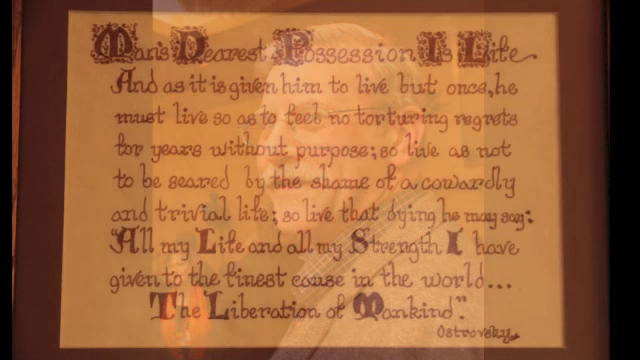 Man's Dearest Possession Is Life
And as it is given him to live but once, he
must live so as to feel no torturing regrets
for years without purpose; so live as not
to be seared by the shame of a cowardly
and trivial life; so live that dying he may say:
"All my Life and all my Strength I have
given to the finest cause in the world...
The Liberation of Mankind".
Ostrovsky